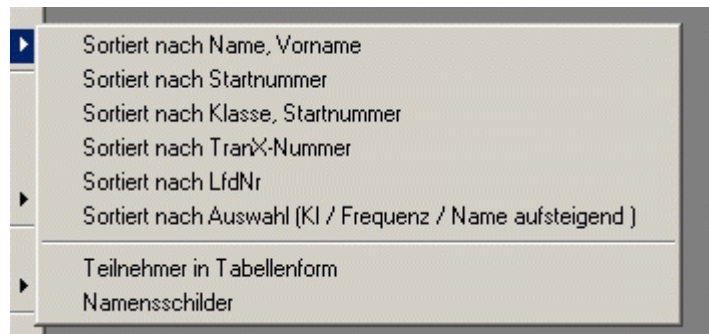 Sortiert nach Name, Vorname
Sortiert nach Startnummer
Sortiert nach Klasse, Startnummer
Sortiert nach TranX-Nummer
Sortiert nach LfdNr
Sortiert nach Auswahl (Kl / Frequenz / Name aufsteigend )
Teilnehmer in Tabellenform
Namensschilder